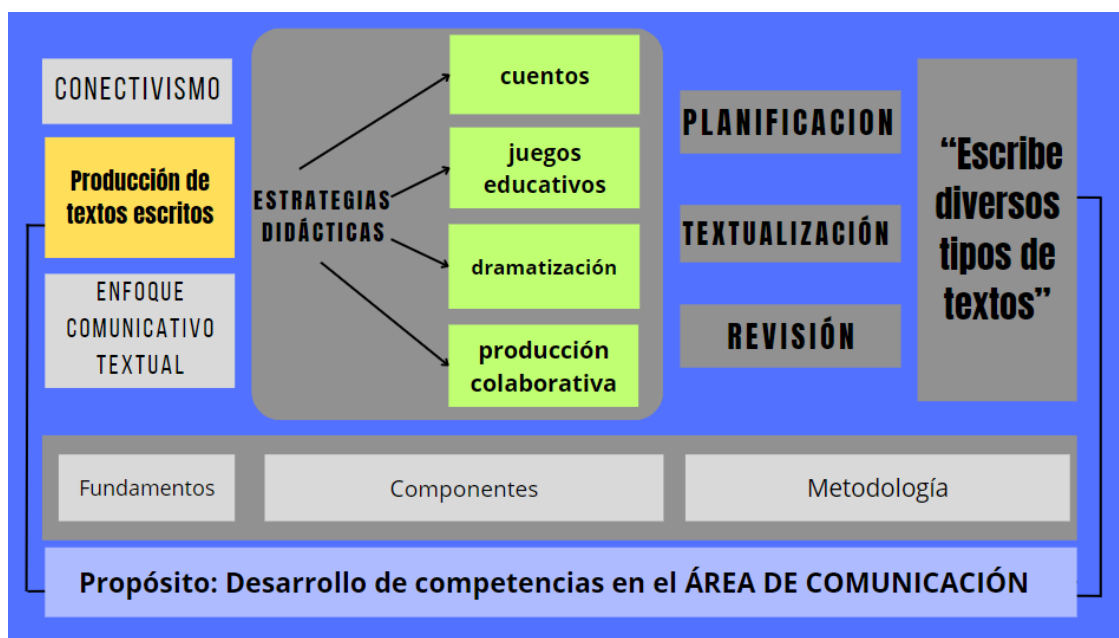 CONECTIVISMO
Producción de
textos escritos
ENFOQUE
COMUNICATIVO
TEXTUAL
ESTRATEGIAS
DIDÁCTICAS
cuentos
juegos
educativos
dramatización
producción
colaborativa
PLANIFICACION
TEXTUALIZACIÓN
REVISIÓN
“Escribe
diversos
tipos de
textos”
Fundamentos
Componentes
Metodología
Propósito: Desarrollo de competencias en el ÁREA DE COMUNICACIÓN